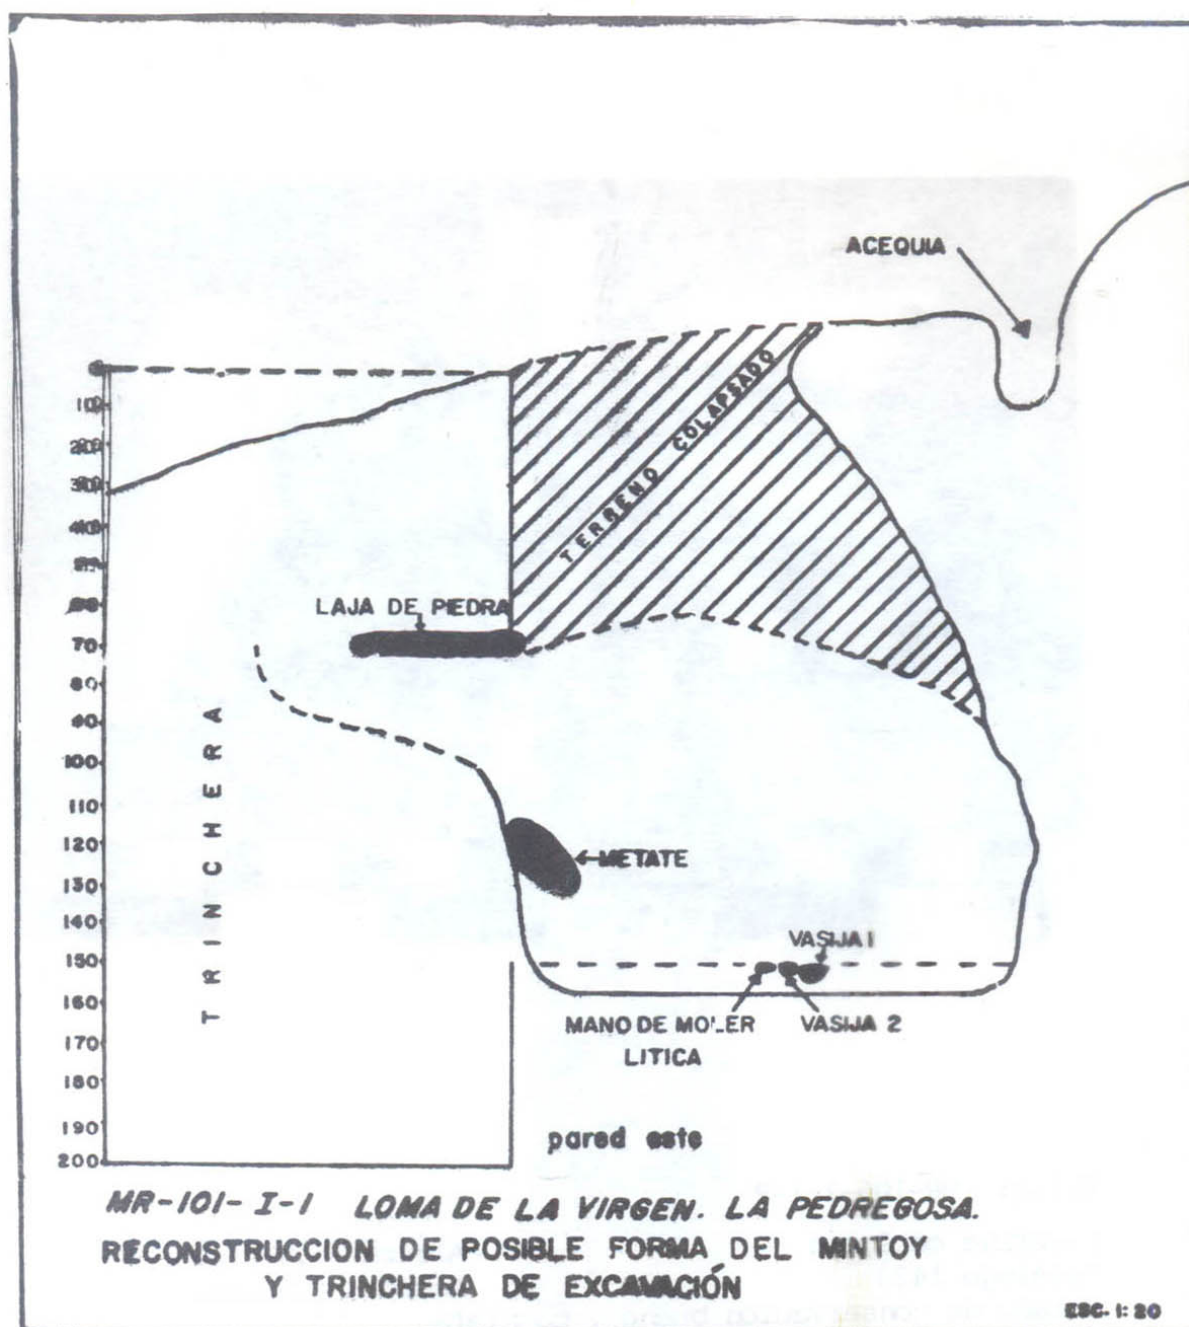 ACEQUIA
TERRENO COLAPSADO
0
10
20
30
40
50
60
70
80
90
100
110
120
130
140
150
160
170
180
190
200
LAJA DE PIEDRA
TRINCHERA
METATE
VASIJA 1
MANO DE MOLER
LITICA
VASIJA 2
pared este
MR-101-I-1 LOMA DE LA VIRGEN. LA PEDREGOSA.
RECONSTRUCCION DE POSIBLE FORMA DEL MINTOY
Y TRINCHERA DE EXCAVACIÓN
ESC. 1:20